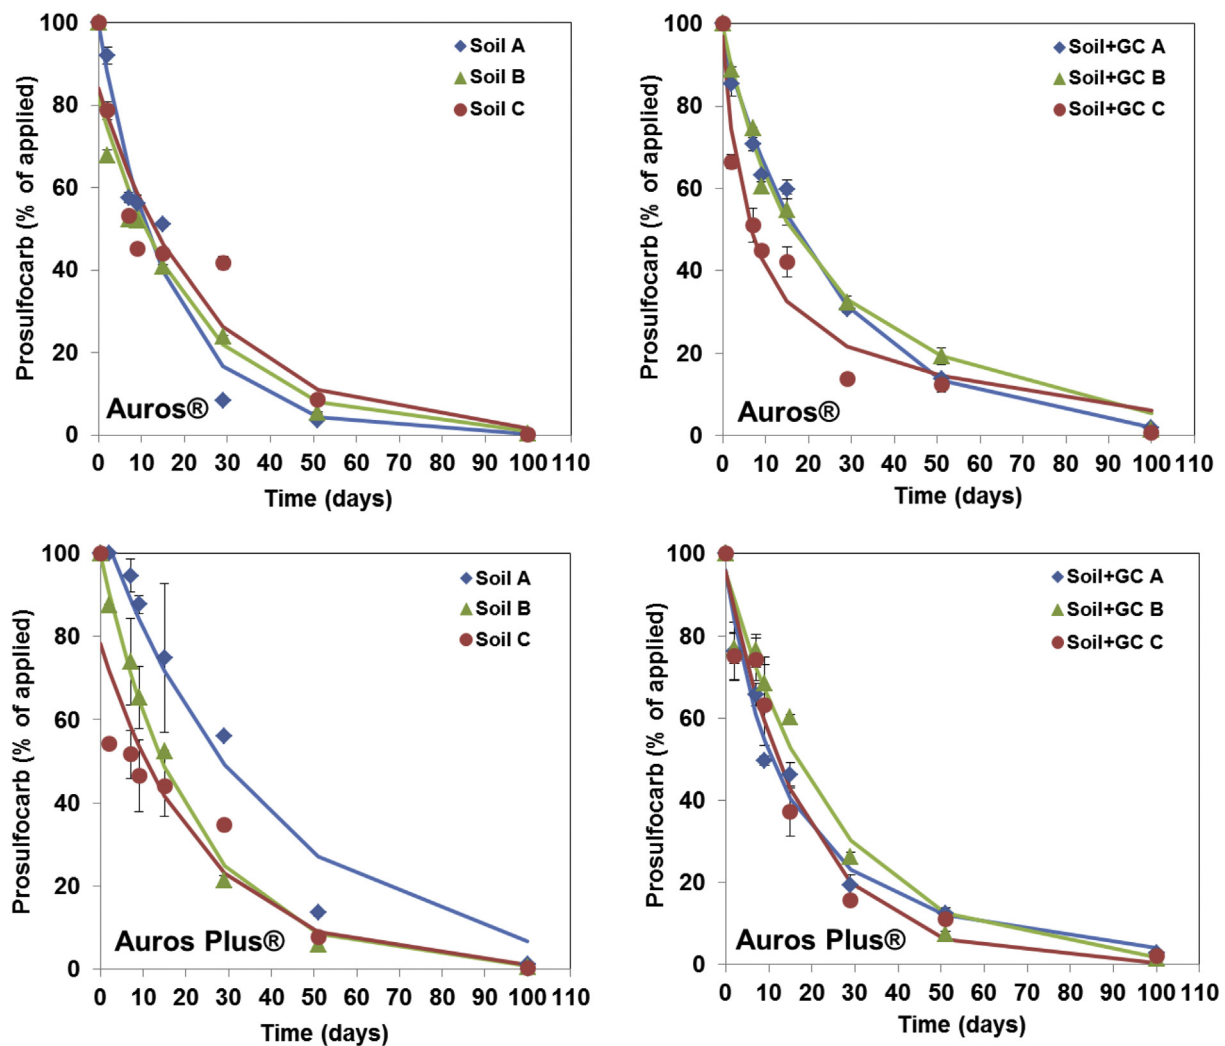 Prosulfocarb (% of applied)
100
80
60
40
20
0
Soil A
Soil B
Soil C
Auros®
0 10 20 30 40 50 60 70 80 90 100 110
Time (days)
Prosulfocarb (% of applied)
100
80
60
40
20
0
Soil+GC A
Soil+GC B
Soil+GC C
Auros®
0 10 20 30 40 50 60 70 80 90 100 110
Time (days)
Prosulfocarb (% of applied)
100
80
60
40
20
0
Soil A
Soil B
Soil C
Auros Plus®
0 10 20 30 40 50 60 70 80 90 100 110
Time (days)
Prosulfocarb (% of applied)
100
80
60
40
20
0
Soil+GC A
Soil+GC B
Soil+GC C
Auros Plus®
0 10 20 30 40 50 60 70 80 90 100 110
Time (days)